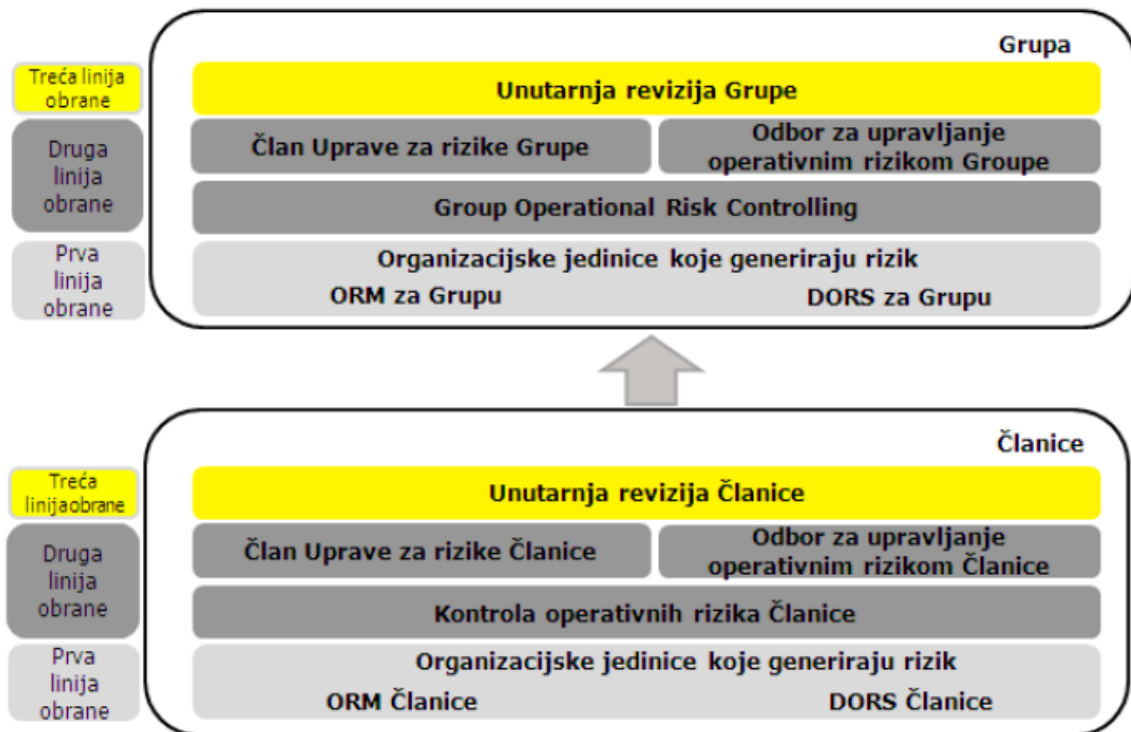 Grupa
Treća linija
obrane
Unutarnja revizija Grupe
Druga
linija
obrane
Član Uprave za rizike Grupe
Odbor za upravljanje
operativnim rizikom Groupe
Group Operational Risk Controlling
Prva
linija
obrane
Organizacijske jedinice koje generiraju rizik
ORM za Grupu
DORS za Grupu
Članice
Treća
linijaobrane
Unutarnja revizija Članice
Druga
linija
obrane
Član Uprave za rizike Članice
Odbor za upravljanje
operativnim rizikom Članice
Kontrola operativnih rizika Članice
Prva
linija
obrane
Organizacijske jedinice koje generiraju rizik
ORM Članice
DORS Članice